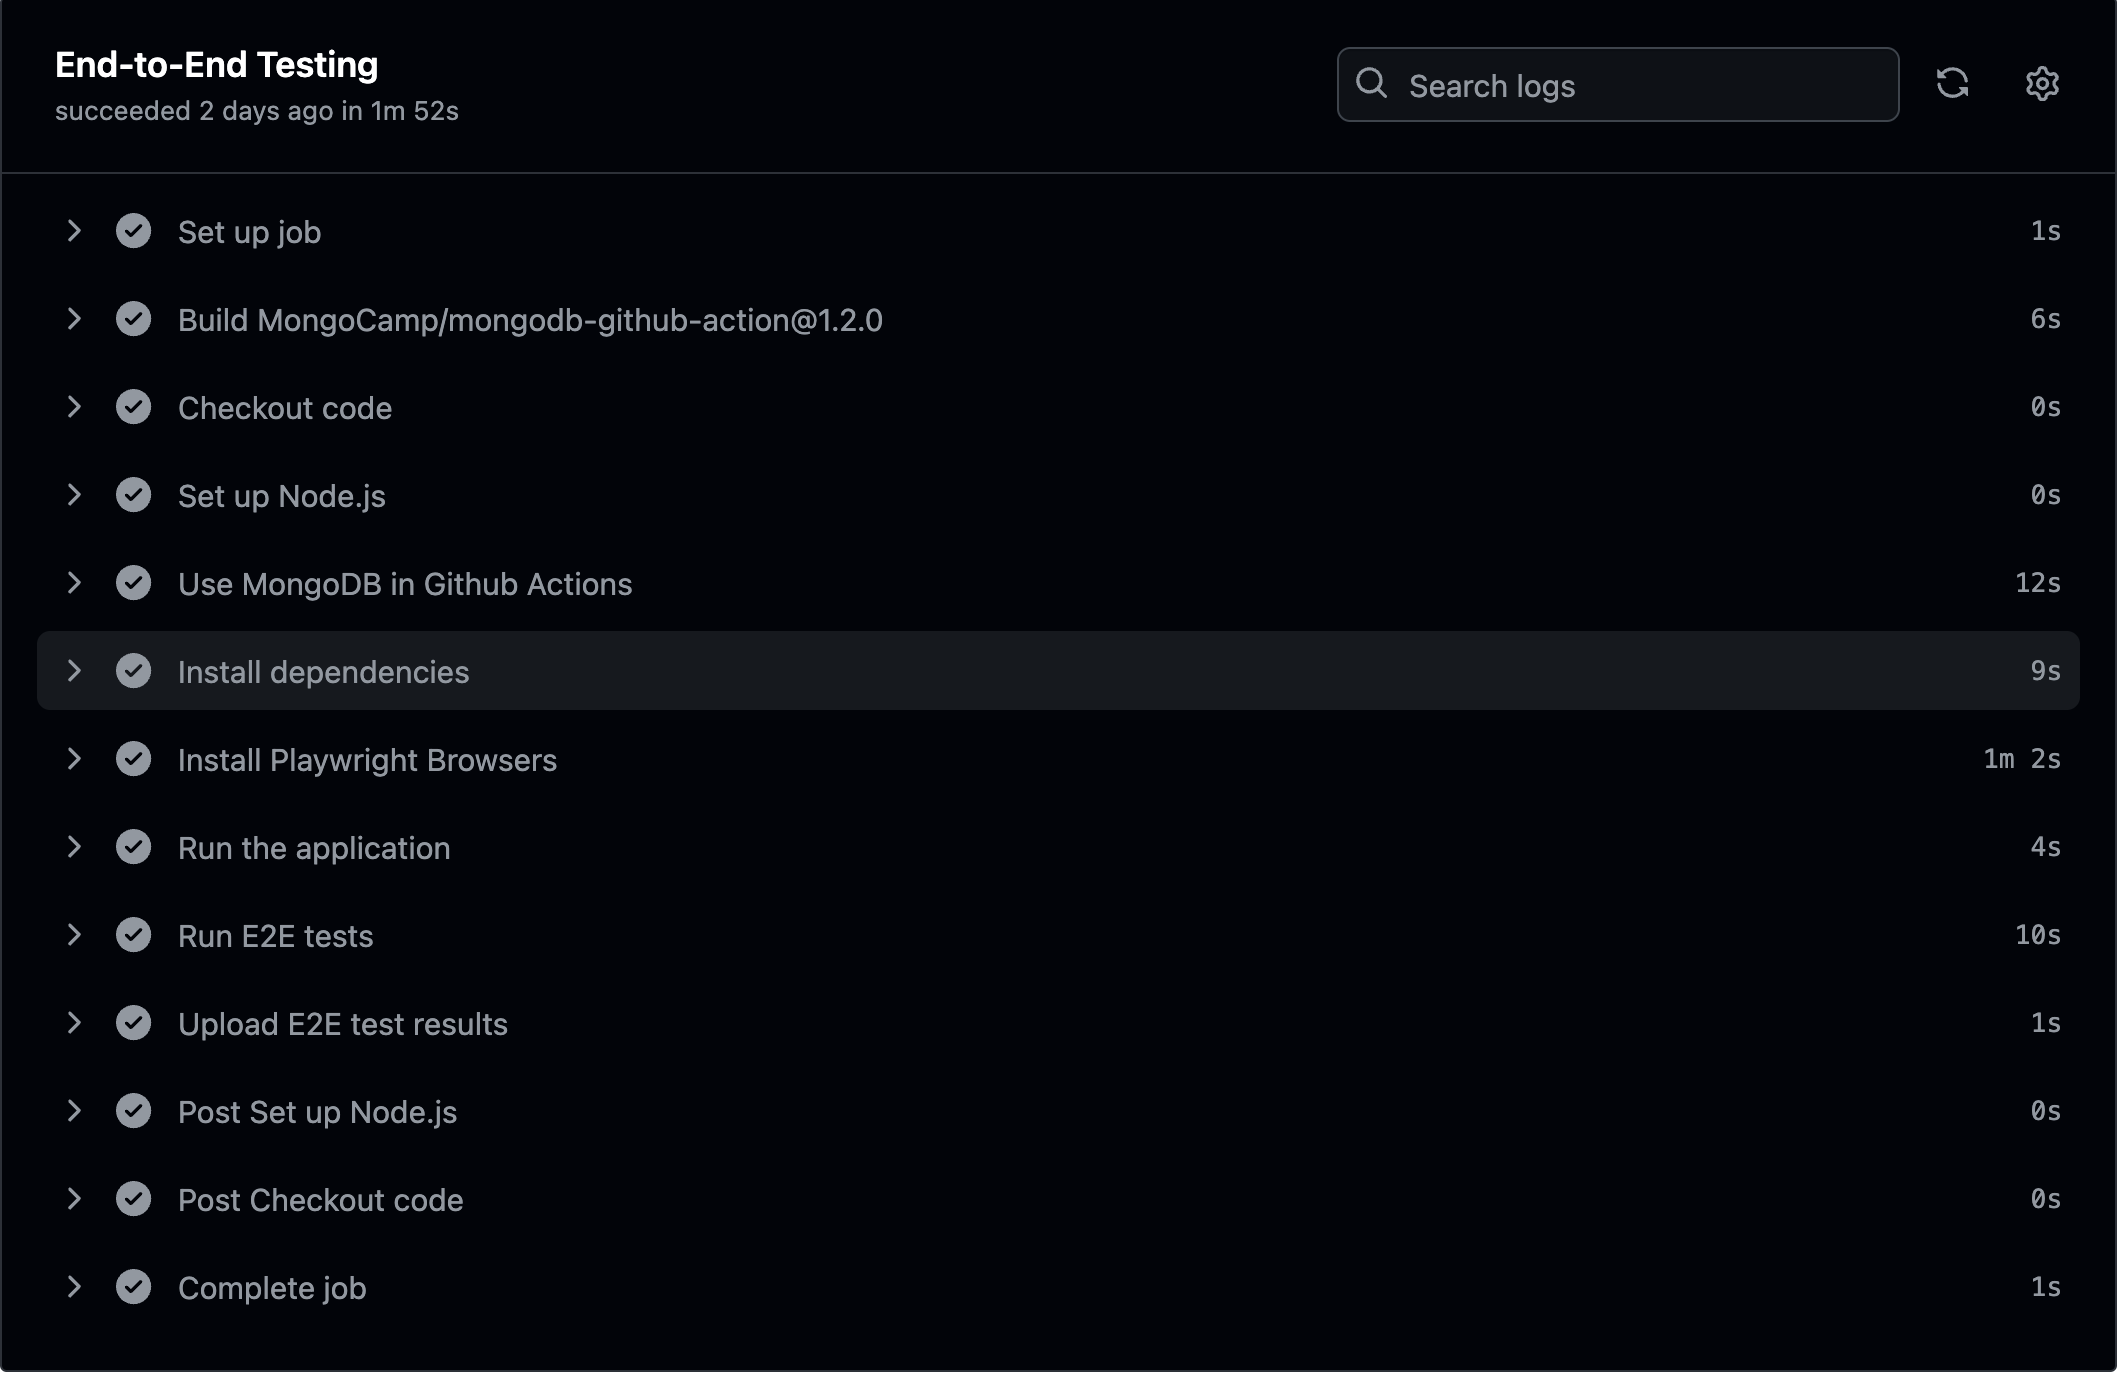 End-to-End Testing
succeeded 2 days ago in 1m 52s
Search logs
Set up job 1s
Build MongoCamp/mongodb-github-action@1.2.0 6s
Checkout code 0s
Set up Node.js 0s
Use MongoDB in Github Actions 12s
Install dependencies 9s
Install Playwright Browsers 1m 2s
Run the application 4s
Run E2E tests 10s
Upload E2E test results 1s
Post Set up Node.js 0s
Post Checkout code 0s
Complete job 1s